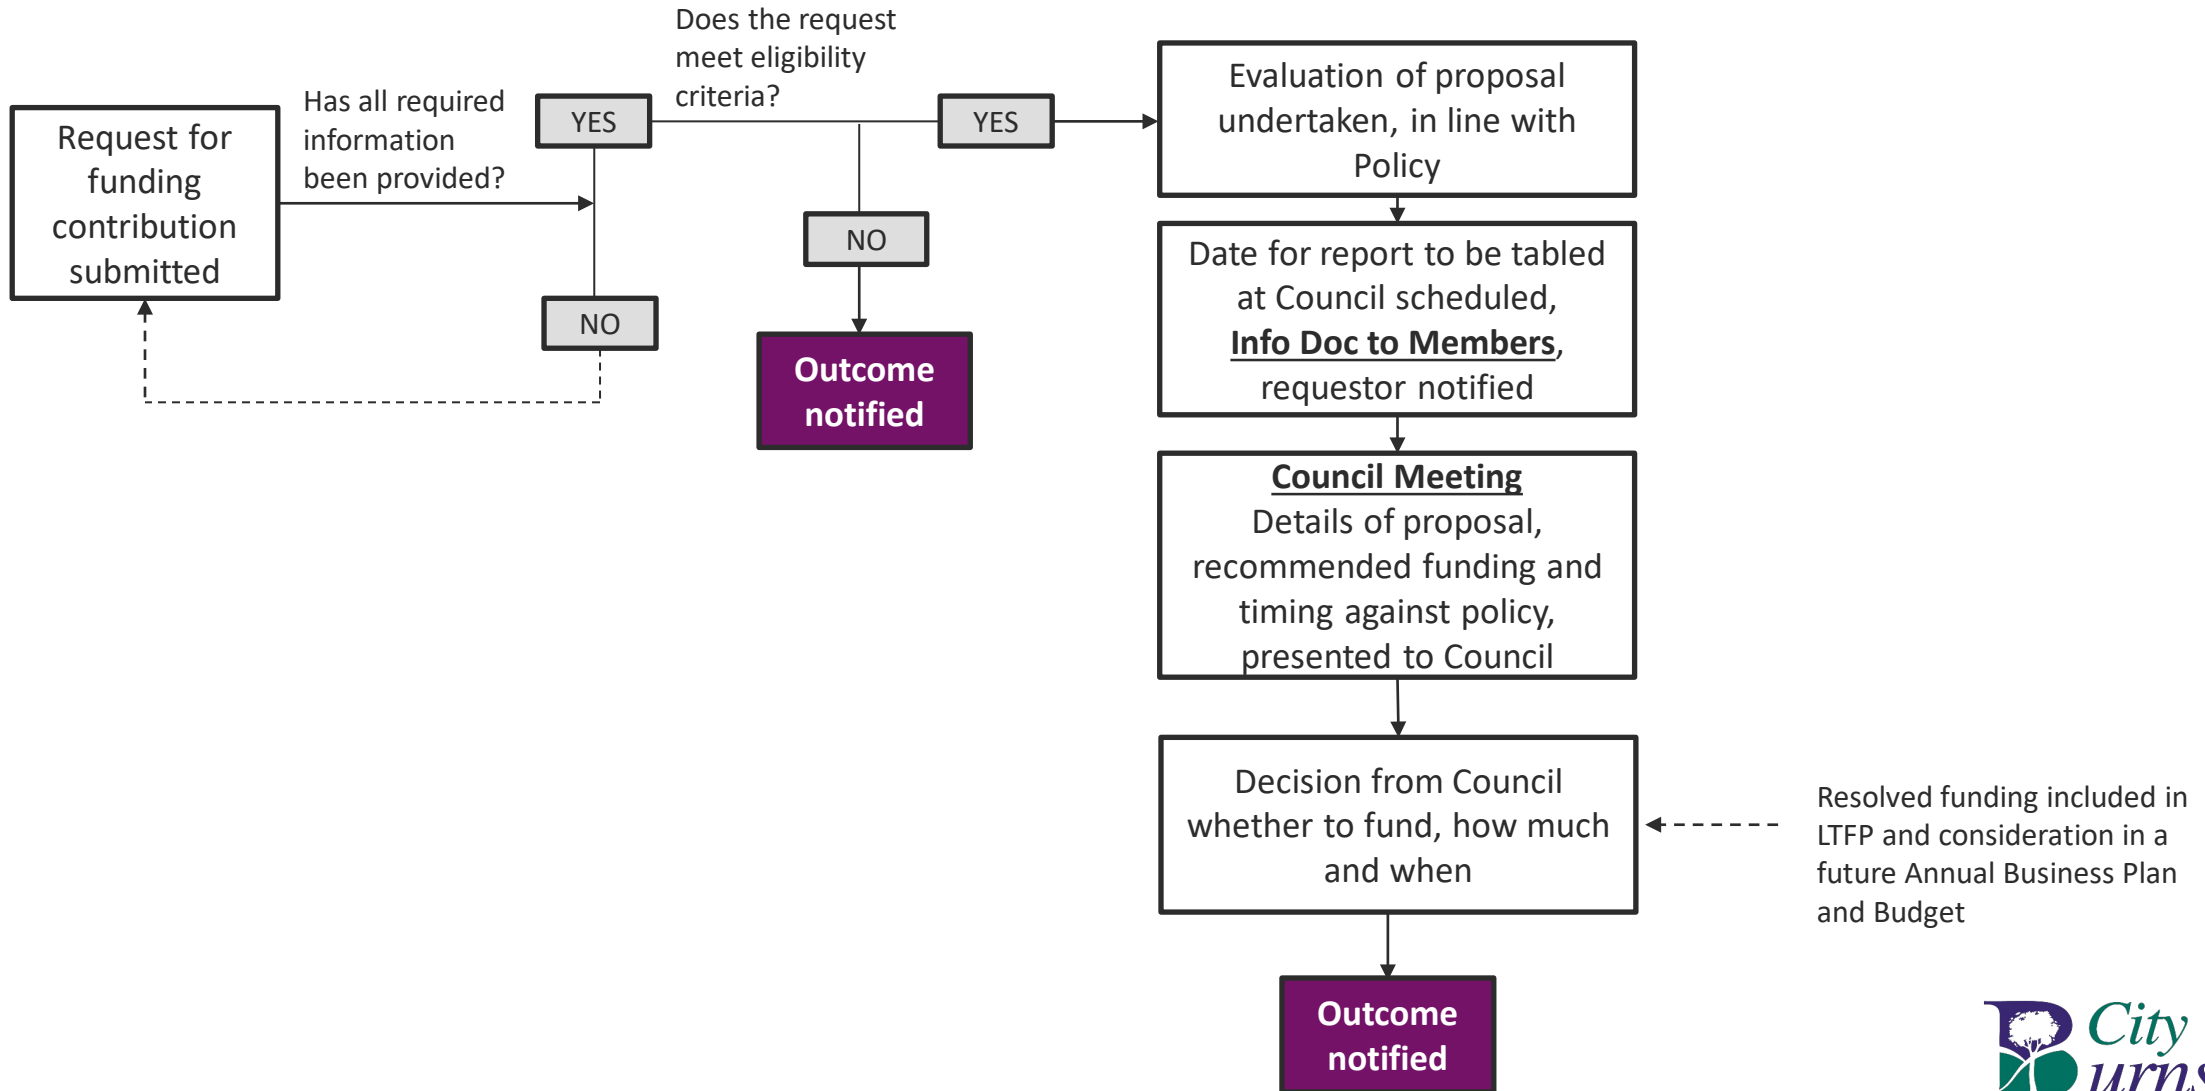 Request for
funding
contribution
submitted
Has all required
information
been provided?
YES
NO
Does the request
meet eligibility
criteria?
YES
NO
Outcome
notified
Evaluation of proposal
undertaken, in line with
Policy
Date for report to be tabled
at Council scheduled,
Info Doc to Members,
requestor notified
Council Meeting
Details of proposal,
recommended funding and
timing against policy,
presented to Council
Decision from Council
whether to fund, how much
and when
Resolved funding included in
LTFP and consideration in a
future Annual Business Plan
and Budget
Outcome
notified
City
Burns